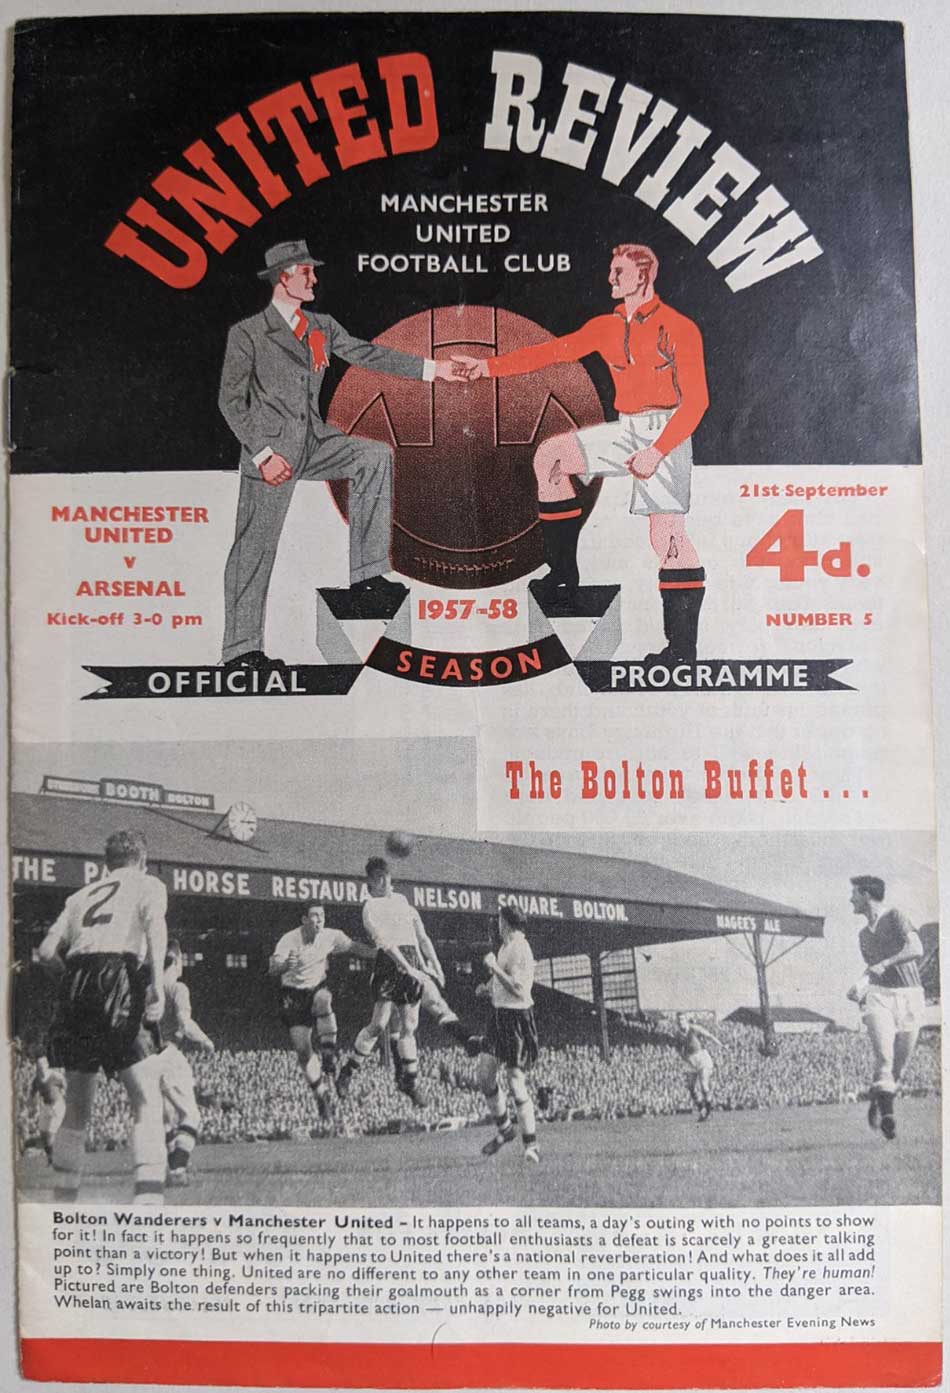 UNITED REVIEW
MANCHESTER
UNITED
FOOTBALL CLUB
MANCHESTER
UNITED
v
ARSENAL
Kick-off 3-0 pm
21st September
4d.
NUMBER 5
1957-58
OFFICIAL SEASON PROGRAMME
The Bolton Buffet...
BOOTH BOLTON
THE PA HORSE RESTAURA NELSON SQUARE, BOLTON.
MAGEE'S ALE
2
Bolton Wanderers v Manchester United – It happens to all teams, a day's outing with no points to show
for it! In fact it happens so frequently that to most football enthusiasts a defeat is scarcely a greater talking
point than a victory! But when it happens to United there's a national reverberation! And what does it all add
up to? Simply one thing. United are no different to any other team in one particular quality. They're human!
Pictured are Bolton defenders packing their goalmouth as a corner from Pegg swings into the danger area.
Whelan awaits the result of this tripartite action — unhappily negative for United.
Photo by courtesy of Manchester Evening News